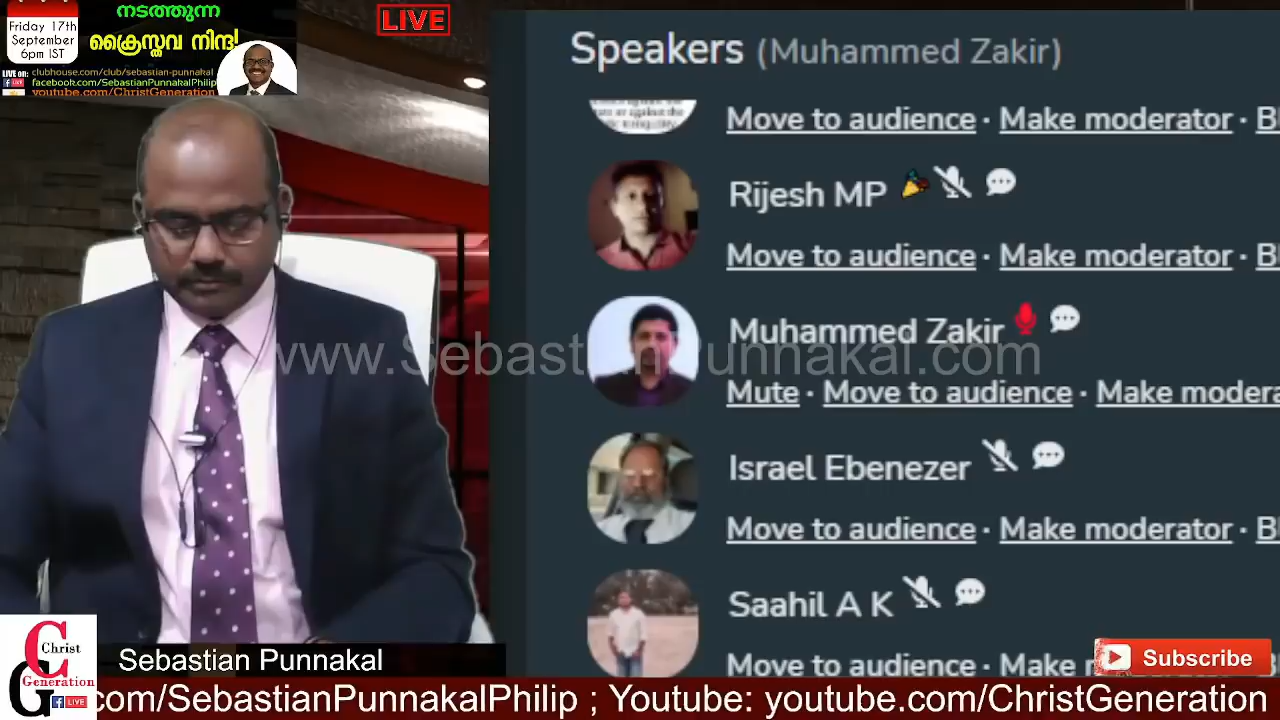 Friday 17th
September
6pm IST
നടത്തുന്ന
ക്രൈസ്തവ നിന്ദ!
LIVE
LIVE ON:
clubhouse.com/club/sebastian-punnakal
facebook.com/SebastianPunnakalPhilip
youtube.com/ChristGeneration
Speakers (Muhammed Zakir)
Move to audience · Make moderator ·
Rijesh MP
Move to audience · Make moderator ·
Muhammed Zakir
www.SebastianPunnakal.com
Mute · Move to audience · Make modera
Israel Ebenezer
Move to audience · Make moderator ·
Saahil A K
Move to audience · Make
Subscribe
Christ
Generation
LIVE
Sebastian Punnakal
com/SebastianPunnakalPhilip ; Youtube: youtube.com/ChristGeneration